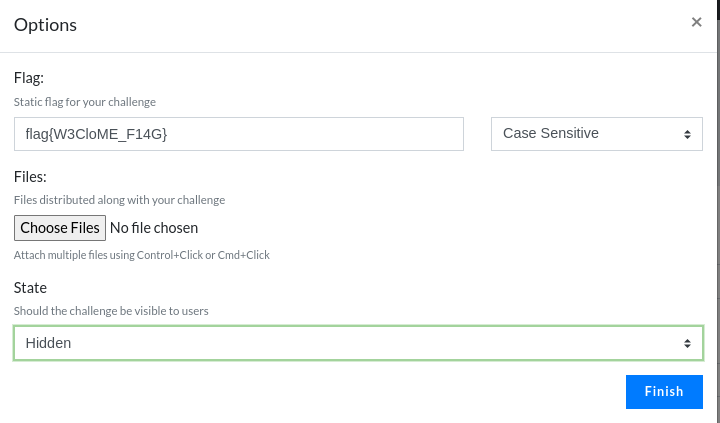 Options ×
Flag:
Static flag for your challenge
flag{W3CloME_F14G} Case Sensitive
Files:
Files distributed along with your challenge
Choose Files No file chosen
Attach multiple files using Control+Click or Cmd+Click
State
Should the challenge be visible to users
Hidden
Finish